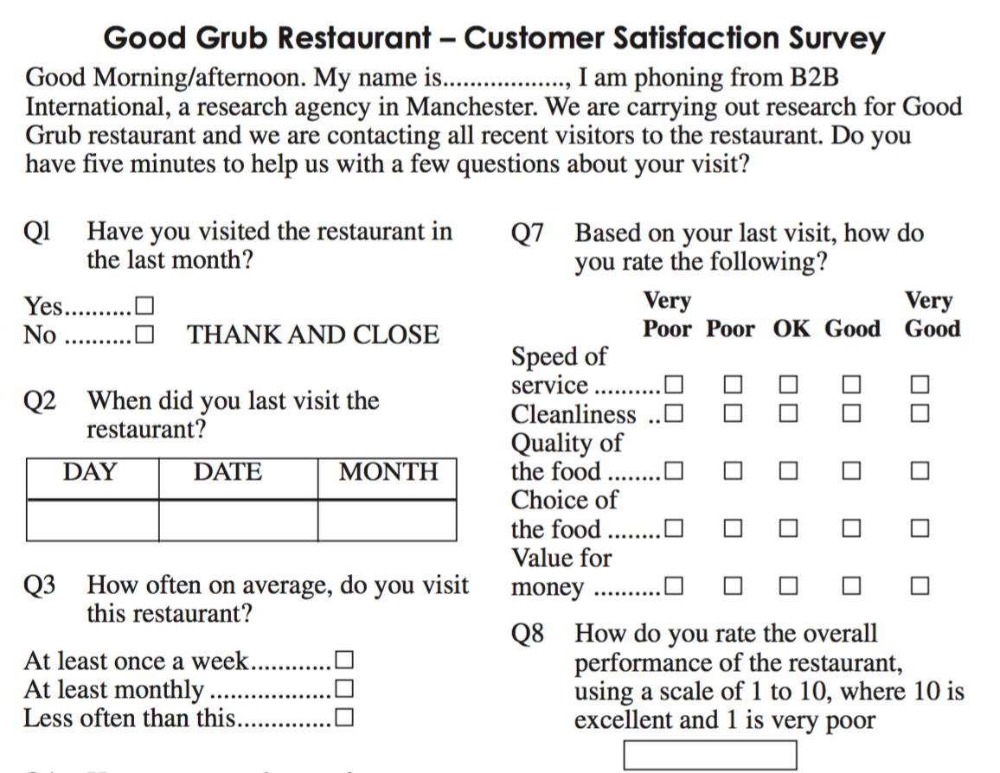 Good Grub Restaurant – Customer Satisfaction Survey
Good Morning/afternoon. My name is.................., I am phoning from B2B
International, a research agency in Manchester. We are carrying out research for Good
Grub restaurant and we are contacting all recent visitors to the restaurant. Do you
have five minutes to help us with a few questions about your visit?
Q1 Have you visited the restaurant in
the last month?
Yes..........☐
No ..........☐ THANK AND CLOSE
Q2 When did you last visit the
restaurant?
DAY DATE MONTH
Q3 How often on average, do you visit
this restaurant?
At least once a week............☐
At least monthly ..................☐
Less often than this..............☐
Q7 Based on your last visit, how do
you rate the following?
Very Very
Poor Poor OK Good Good
Speed of
service ..........☐ ☐ ☐ ☐ ☐
Cleanliness ..☐ ☐ ☐ ☐ ☐
Quality of
the food ........☐ ☐ ☐ ☐ ☐
Choice of
the food ........☐ ☐ ☐ ☐ ☐
Value for
money ..........☐ ☐ ☐ ☐ ☐
Q8 How do you rate the overall
performance of the restaurant,
using a scale of 1 to 10, where 10 is
excellent and 1 is very poor